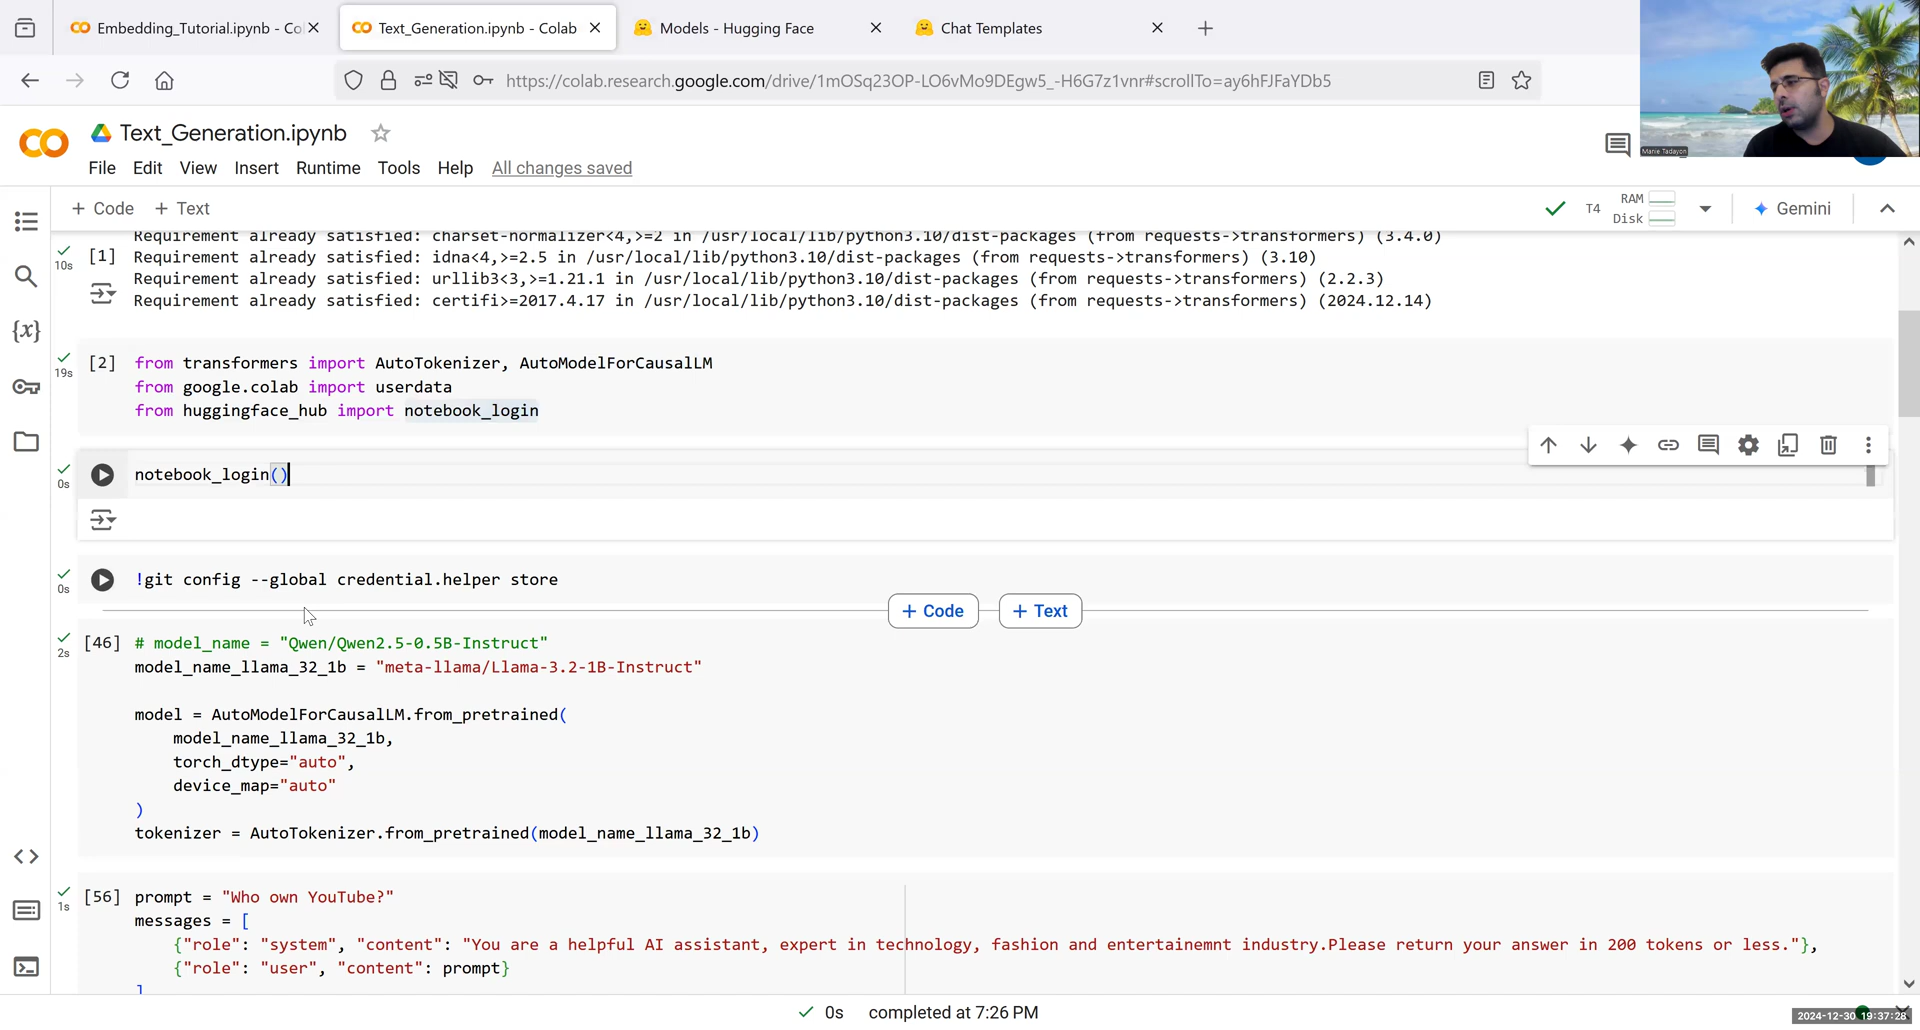 Embedding_Tutorial.ipynb - Co
Text_Generation.ipynb - Colab
Models - Hugging Face
Chat Templates
https://colab.research.google.com/drive/1mOSq23OP-LO6vMo9DEgw5_-H6G7z1vnr#scrollTo=ay6hFJFaYDb5
Marie Tadayon
Text_Generation.ipynb
File Edit View Insert Runtime Tools Help All changes saved
+ Code + Text
T4 RAM Disk Gemini
Requirement already satisfied: charset-normalizer<4,>=2 in /usr/local/lib/python3.10/dist-packages (from requests->transformers) (3.4.0)
10s [1] Requirement already satisfied: idna<4,>=2.5 in /usr/local/lib/python3.10/dist-packages (from requests->transformers) (3.10)
Requirement already satisfied: urllib3<3,>=1.21.1 in /usr/local/lib/python3.10/dist-packages (from requests->transformers) (2.2.3)
Requirement already satisfied: certifi>=2017.4.17 in /usr/local/lib/python3.10/dist-packages (from requests->transformers) (2024.12.14)
19s [2] from transformers import AutoTokenizer, AutoModelForCausalLM
from google.colab import userdata
from huggingface_hub import notebook_login
0s notebook_login()
0s !git config --global credential.helper store
+ Code + Text
2s [46] # model_name = "Qwen/Qwen2.5-0.5B-Instruct"
model_name_llama_32_1b = "meta-llama/Llama-3.2-1B-Instruct"
model = AutoModelForCausalLM.from_pretrained(
model_name_llama_32_1b,
torch_dtype="auto",
device_map="auto"
)
tokenizer = AutoTokenizer.from_pretrained(model_name_llama_32_1b)
1s [56] prompt = "Who own YouTube?"
messages = [
{"role": "system", "content": "You are a helpful AI assistant, expert in technology, fashion and entertainemnt industry.Please return your answer in 200 tokens or less."},
{"role": "user", "content": prompt}
]
0s completed at 7:26 PM
2024-12-30 19:37:28